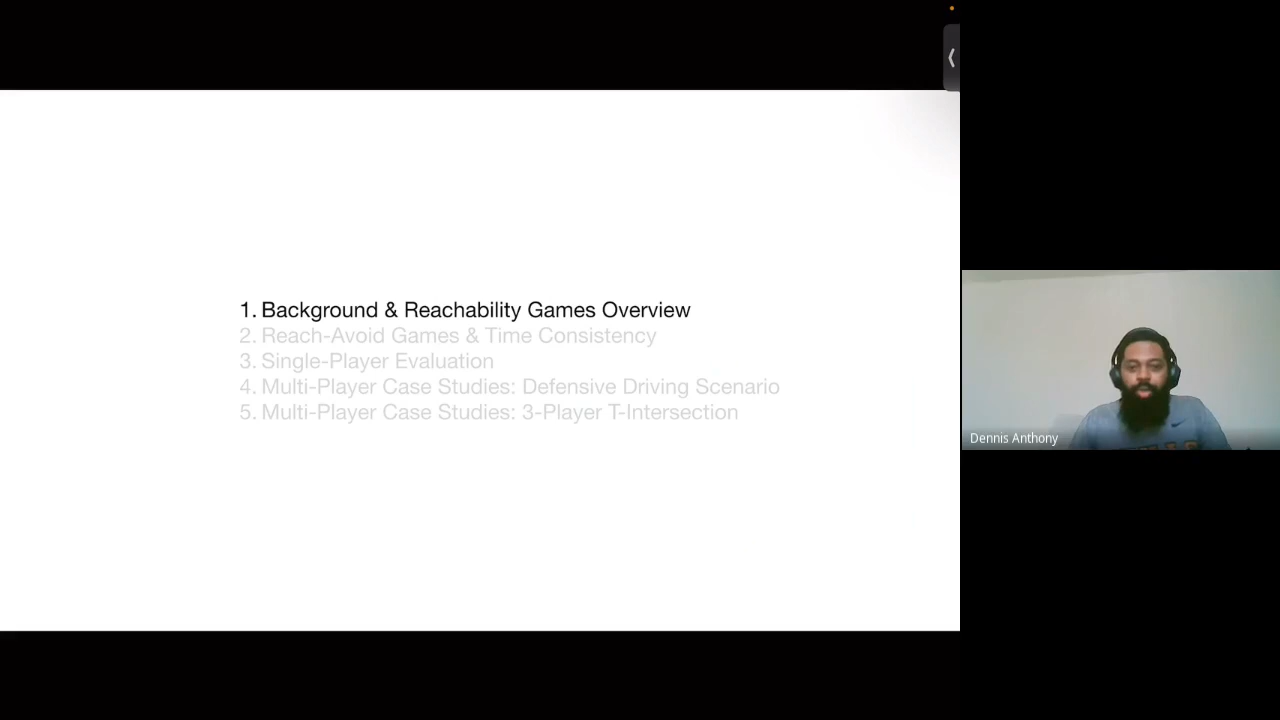 1. Background & Reachability Games Overview
2. Reach-Avoid Games & Time Consistency
3. Single-Player Evaluation
4. Multi-Player Case Studies: Defensive Driving Scenario
5. Multi-Player Case Studies: 3-Player T-Intersection
Dennis Anthony